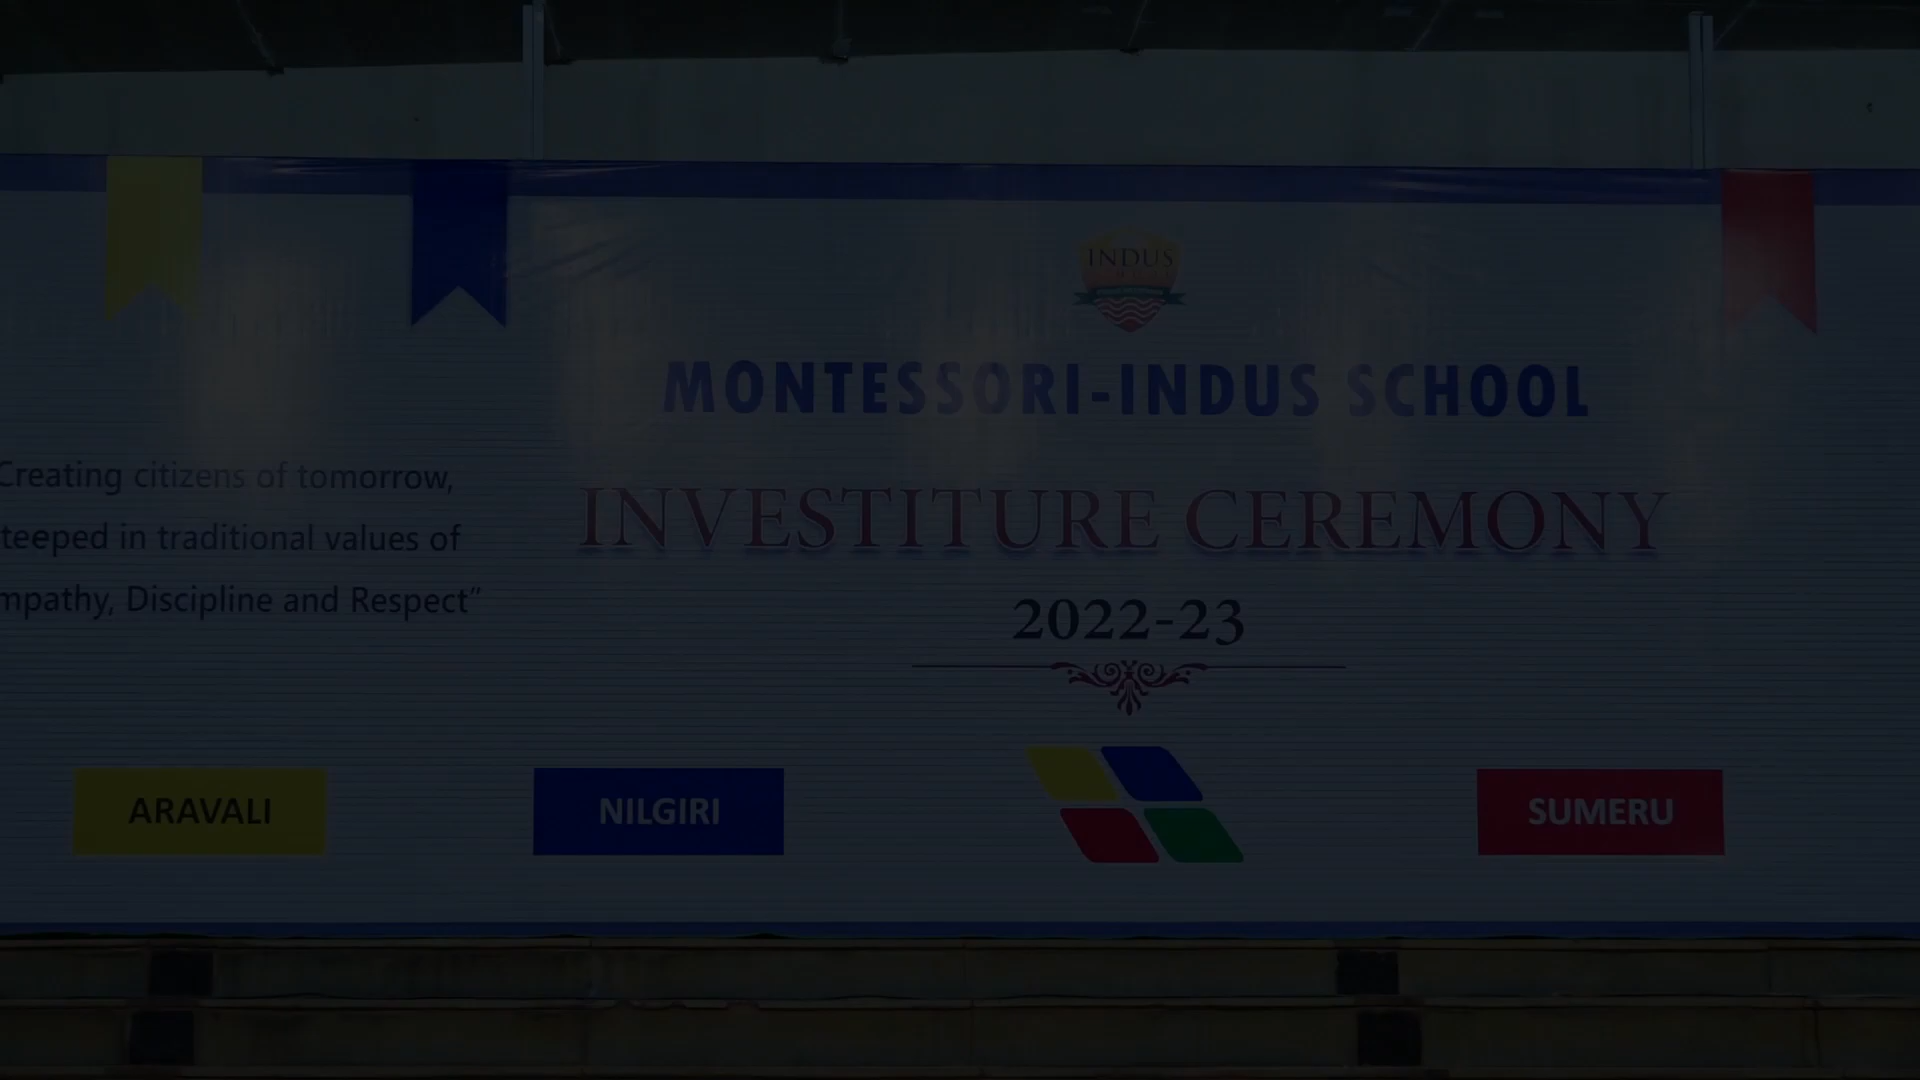 INDUS
MONTESSORI-INDUS SCHOOL
Creating citizens of tomorrow,
teeped in traditional values of
mpathy, Discipline and Respect”
INVESTITURE CEREMONY
2022-23
ARAVALI
NILGIRI
SUMERU